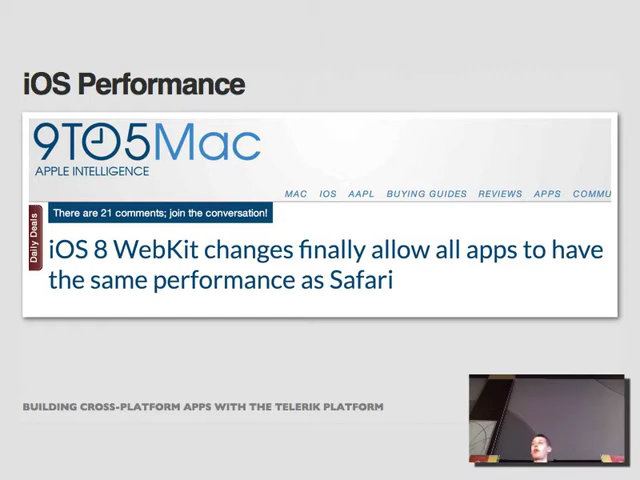 iOS Performance
9TO5Mac
APPLE INTELLIGENCE
MAC IOS AAPL BUYING GUIDES REVIEWS APPS COMMU
There are 21 comments; join the conversation!
Daily Deals
iOS 8 WebKit changes finally allow all apps to have
the same performance as Safari
BUILDING CROSS-PLATFORM APPS WITH THE TELERIK PLATFORM